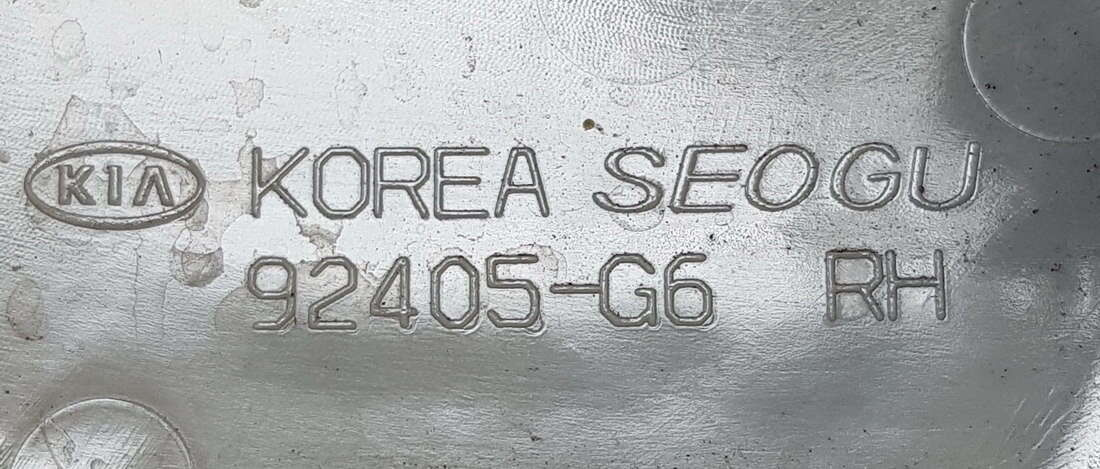 KIA KOREA SEOGU
92405-G6 RH